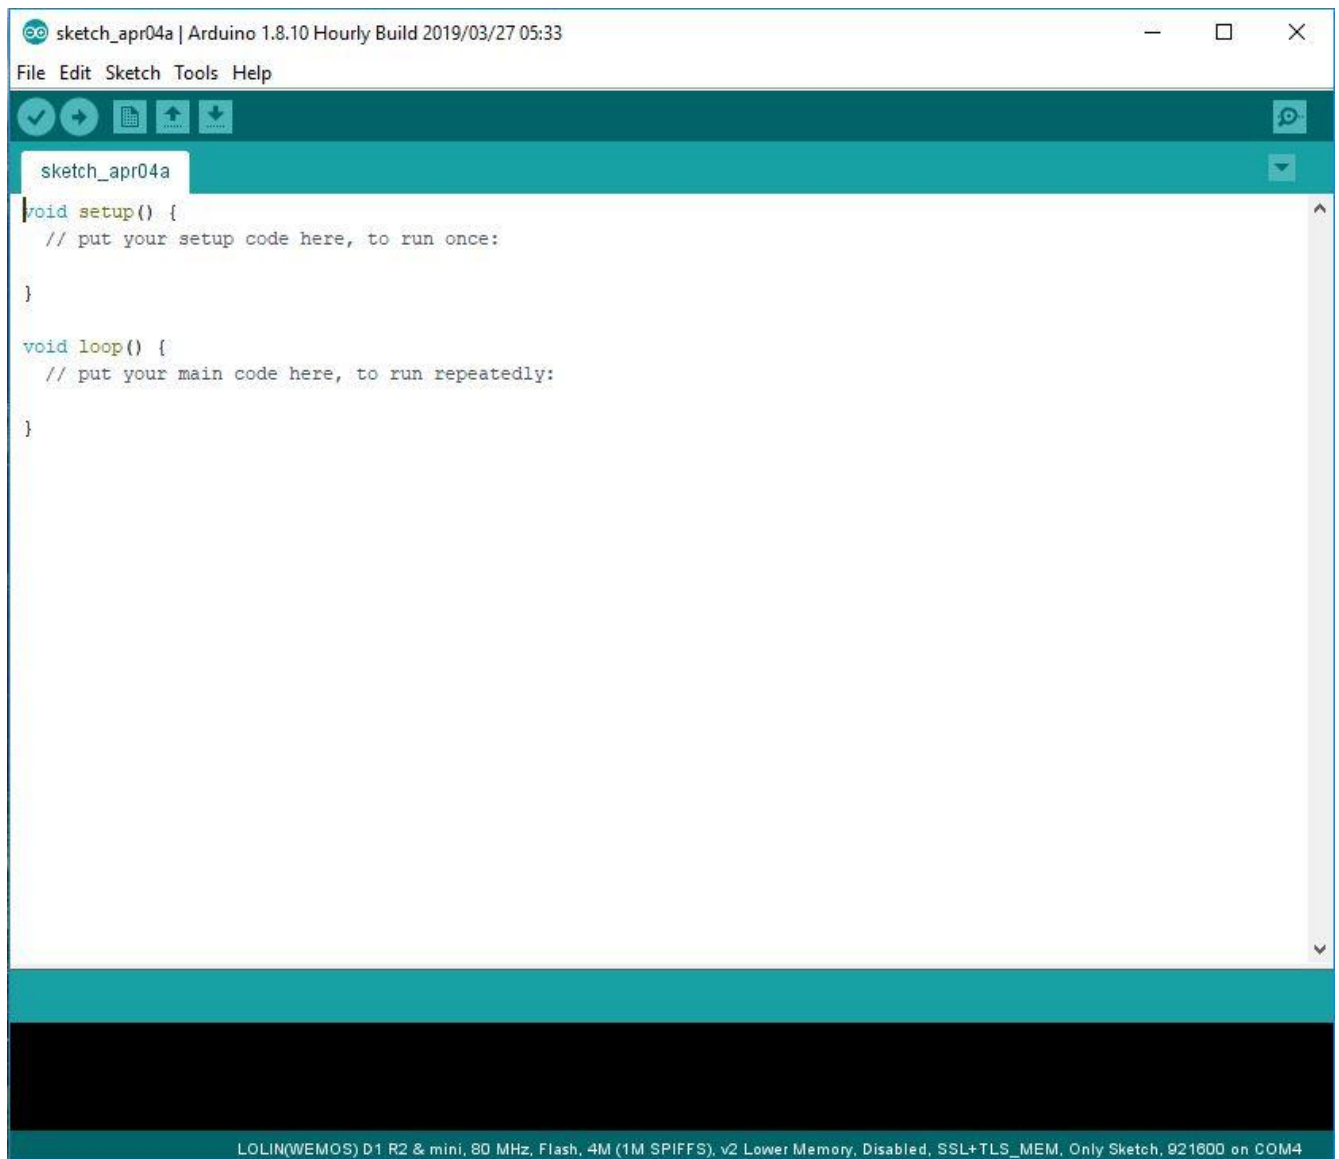 sketch_apr04a | Arduino 1.8.10 Hourly Build 2019/03/27 05:33
File Edit Sketch Tools Help
sketch_apr04a
void setup() {
  // put your setup code here, to run once:
}
void loop() {
  // put your main code here, to run repeatedly:
}
LOLIN(WEMOS) D1 R2 & mini, 80 MHz, Flash, 4M (1M SPIFFS), v2 Lower Memory, Disabled, SSL+TLS_MEM, Only Sketch, 921600 on COM4